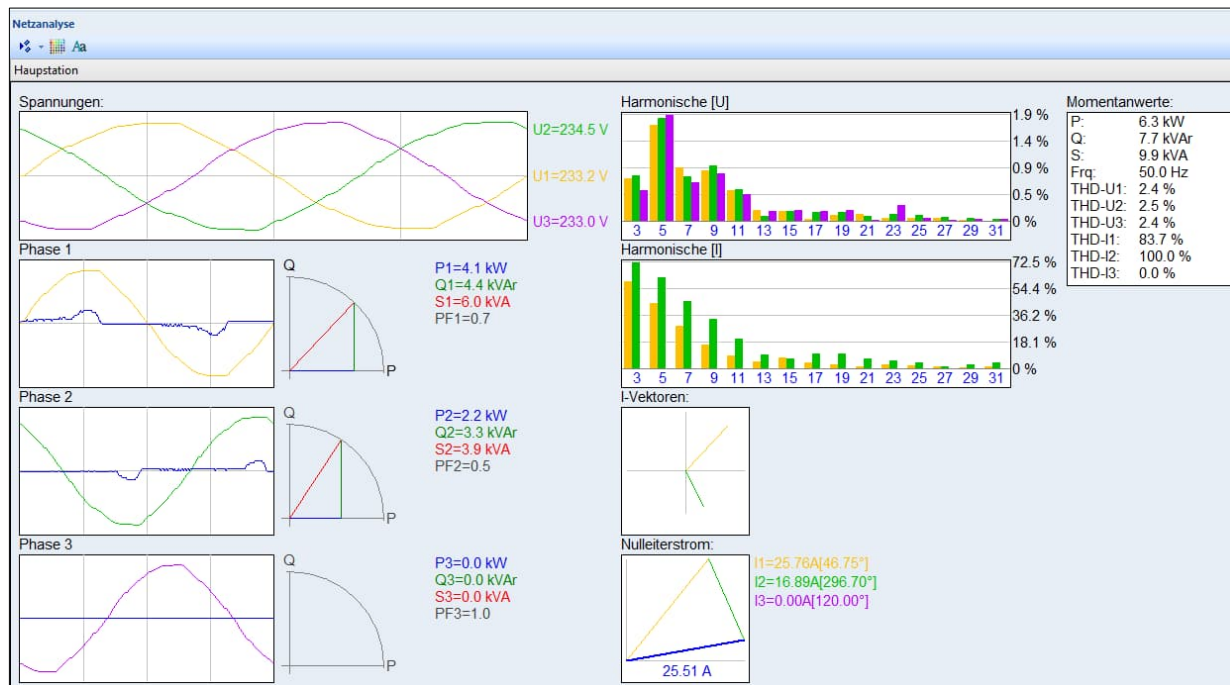 Netzanalyse
Aa
Haupstation
Spannungen:
U2=234.5 V
U1=233.2 V
U3=233.0 V
Harmonische [U]
1.9 %
1.4 %
0.9 %
0.5 %
0 %
3 5 7 9 11 13 15 17 19 21 23 25 27 29 31
Momentanwerte:
P: 6.3 kW
Q: 7.7 kVAr
S: 9.9 kVA
Frq: 50.0 Hz
THD-U1: 2.4 %
THD-U2: 2.5 %
THD-U3: 2.4 %
THD-I1: 83.7 %
THD-I2: 100.0 %
THD-I3: 0.0 %
Phase 1
Q
P
P1=4.1 kW
Q1=4.4 kVAr
S1=6.0 kVA
PF1=0.7
Harmonische [I]
72.5 %
54.4 %
36.2 %
18.1 %
0 %
3 5 7 9 11 13 15 17 19 21 23 25 27 29 31
Phase 2
Q
P
P2=2.2 kW
Q2=3.3 kVAr
S2=3.9 kVA
PF2=0.5
I-Vektoren:
Phase 3
Q
P
P3=0.0 kW
Q3=0.0 kVAr
S3=0.0 kVA
PF3=1.0
Nulleiterstrom:
I1=25.76A[46.75°]
I2=16.89A[296.70°]
I3=0.00A[120.00°]
25.51 A